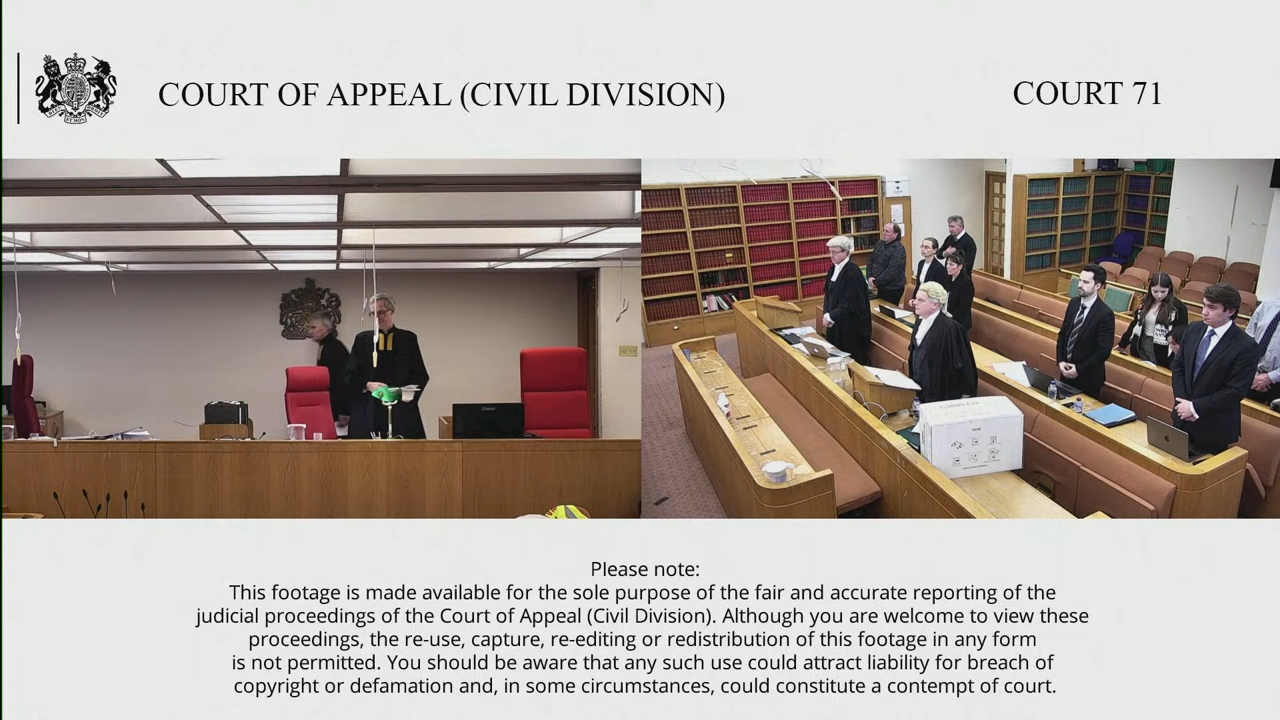 COURT OF APPEAL (CIVIL DIVISION)
COURT 71
Please note:
This footage is made available for the sole purpose of the fair and accurate reporting of the
judicial proceedings of the Court of Appeal (Civil Division). Although you are welcome to view these
proceedings, the re-use, capture, re-editing or redistribution of this footage in any form
is not permitted. You should be aware that any such use could attract liability for breach of
copyright or defamation and, in some circumstances, could constitute a contempt of court.